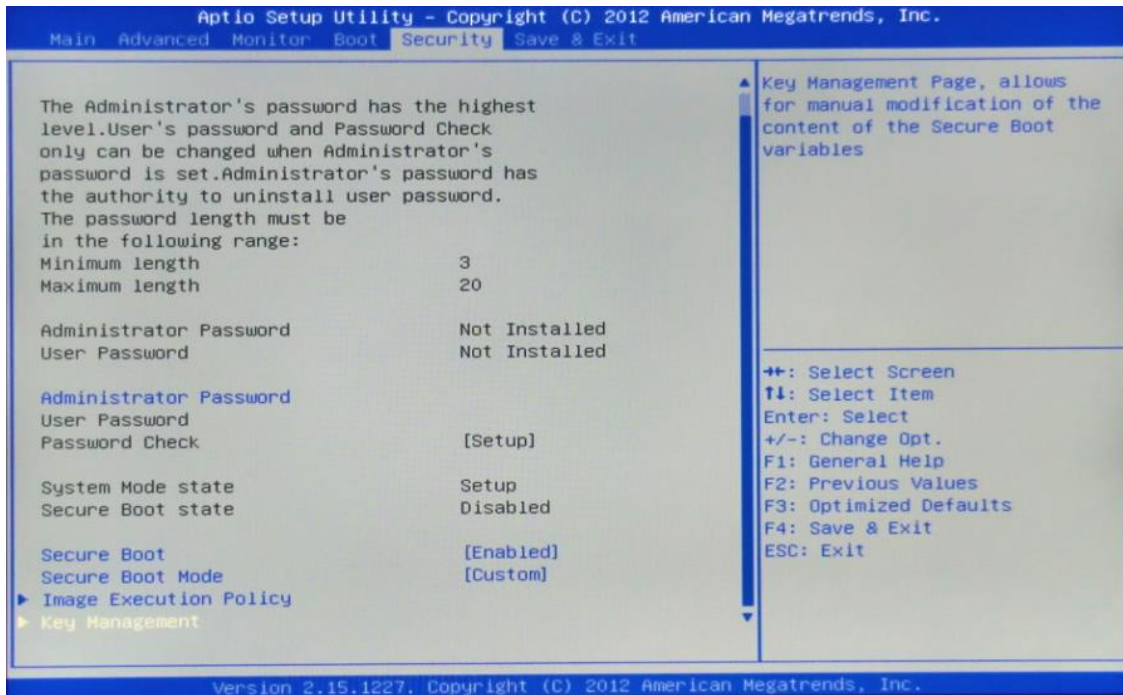 Aptio Setup Utility – Copyright (C) 2012 American Megatrends, Inc.
Main Advanced Monitor Boot Security Save & Exit
The Administrator's password has the highest
level.User's password and Password Check
only can be changed when Administrator's
password is set.Administrator's password has
the authority to uninstall user password.
The password length must be
in the following range:
Minimum length 3
Maximum length 20
Administrator Password Not Installed
User Password Not Installed
Administrator Password
User Password
Password Check [Setup]
System Mode state Setup
Secure Boot state Disabled
Secure Boot [Enabled]
Secure Boot Mode [Custom]
Image Execution Policy
Key Management
Key Management Page, allows
for manual modification of the
content of the Secure Boot
variables
→←: Select Screen
↑↓: Select Item
Enter: Select
+/-: Change Opt.
F1: General Help
F2: Previous Values
F3: Optimized Defaults
F4: Save & Exit
ESC: Exit
Version 2.15.1227. Copyright (C) 2012 American Megatrends, Inc.